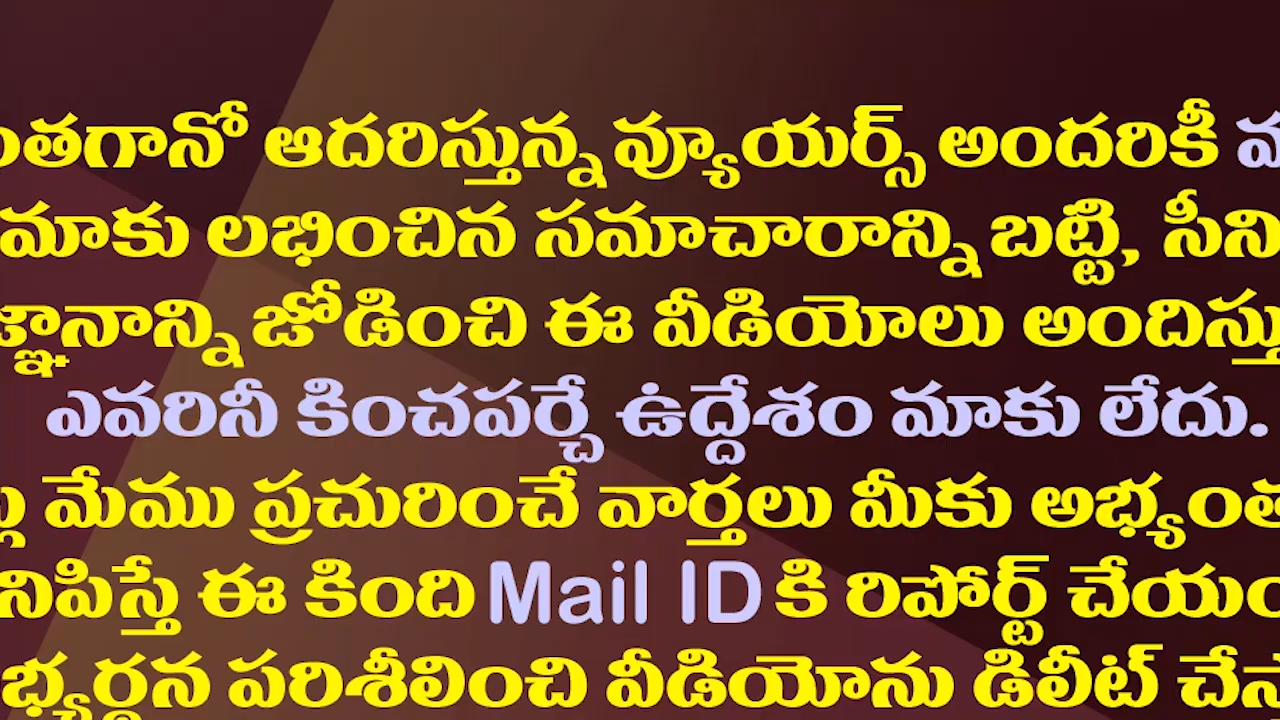 ంతగానో ఆదరిస్తున్న వ్యూయర్స్ అందరికీ
మాకు లభించిన సమాచారాన్ని బట్టి, సీని
జ్ఞానాన్ని జోడించి ఈ వీడియోలు అందిస్తు
ఎవరినీ కించపర్చే ఉద్దేశం మాకు లేదు.
మేము ప్రచురించే వార్తలు మీకు అభ్యంత
నిపిస్తే ఈ కింది Mail ID కి రిపోర్ట్ చేయం
భ్యర్థన పరిశీలించి వీడియోను డిలీట్ చేస